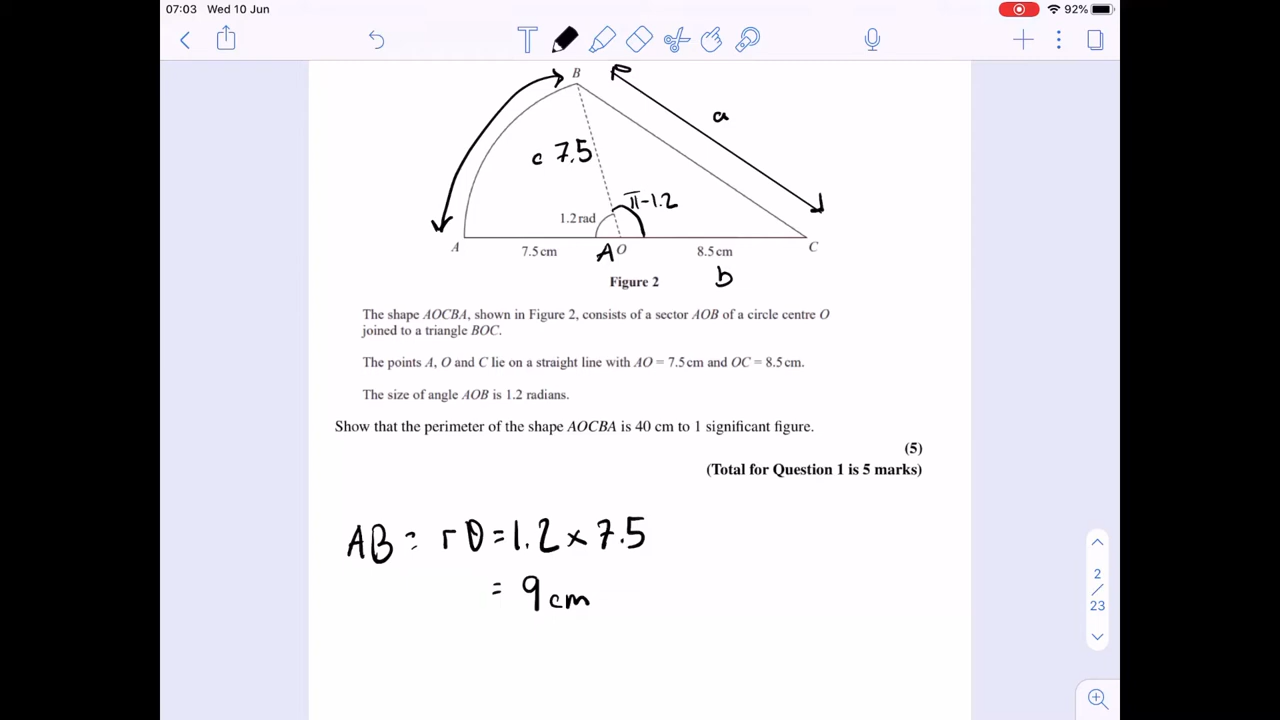 07:03 Wed 10 Jun
92%
T
B
a
c 7.5
π-1.2
1.2 rad
A
A O
C
7.5 cm
8.5 cm
b
Figure 2
The shape AOCBA, shown in Figure 2, consists of a sector AOB of a circle centre O
joined to a triangle BOC.
The points A, O and C lie on a straight line with AO = 7.5 cm and OC = 8.5 cm.
The size of angle AOB is 1.2 radians.
Show that the perimeter of the shape AOCBA is 40 cm to 1 significant figure.
(5)
(Total for Question 1 is 5 marks)
AB = rθ = 1.2 × 7.5
= 9 cm
2
/
23